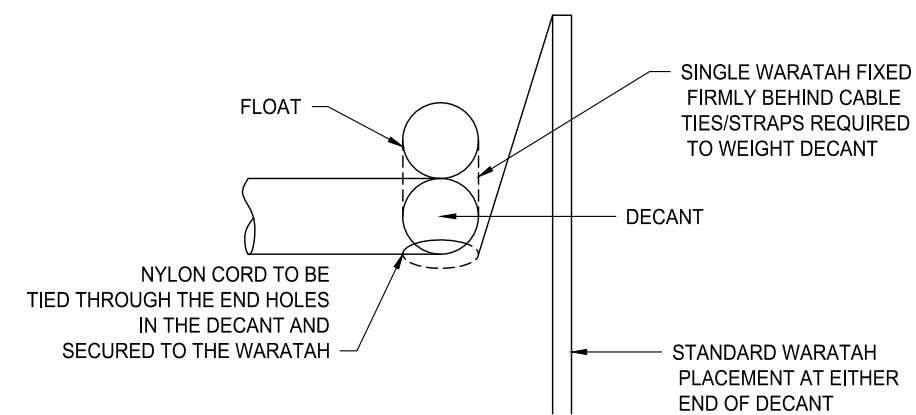 FLOAT
SINGLE WARATAH FIXED
FIRMLY BEHIND CABLE
TIES/STRAPS REQUIRED
TO WEIGHT DECANT
DECANT
NYLON CORD TO BE
TIED THROUGH THE END HOLES
IN THE DECANT AND
SECURED TO THE WARATAH
STANDARD WARATAH
PLACEMENT AT EITHER
END OF DECANT